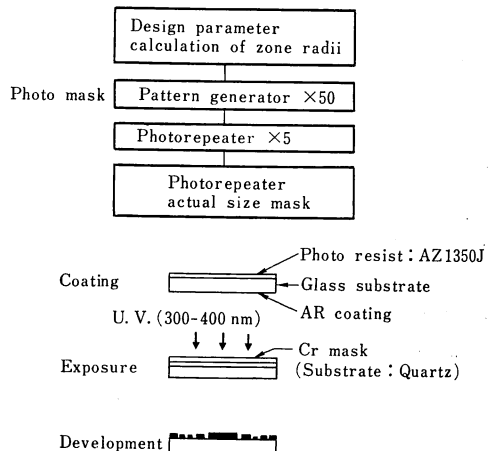 Design parameter
calculation of zone radii
Photo mask
Pattern generator ×50
Photorepeater ×5
Photorepeater
actual size mask
Photo resist：AZ1350J
Coating
Glass substrate
AR coating
U. V. (300-400 nm)
Cr mask
(Substrate：Quartz)
Exposure
Development